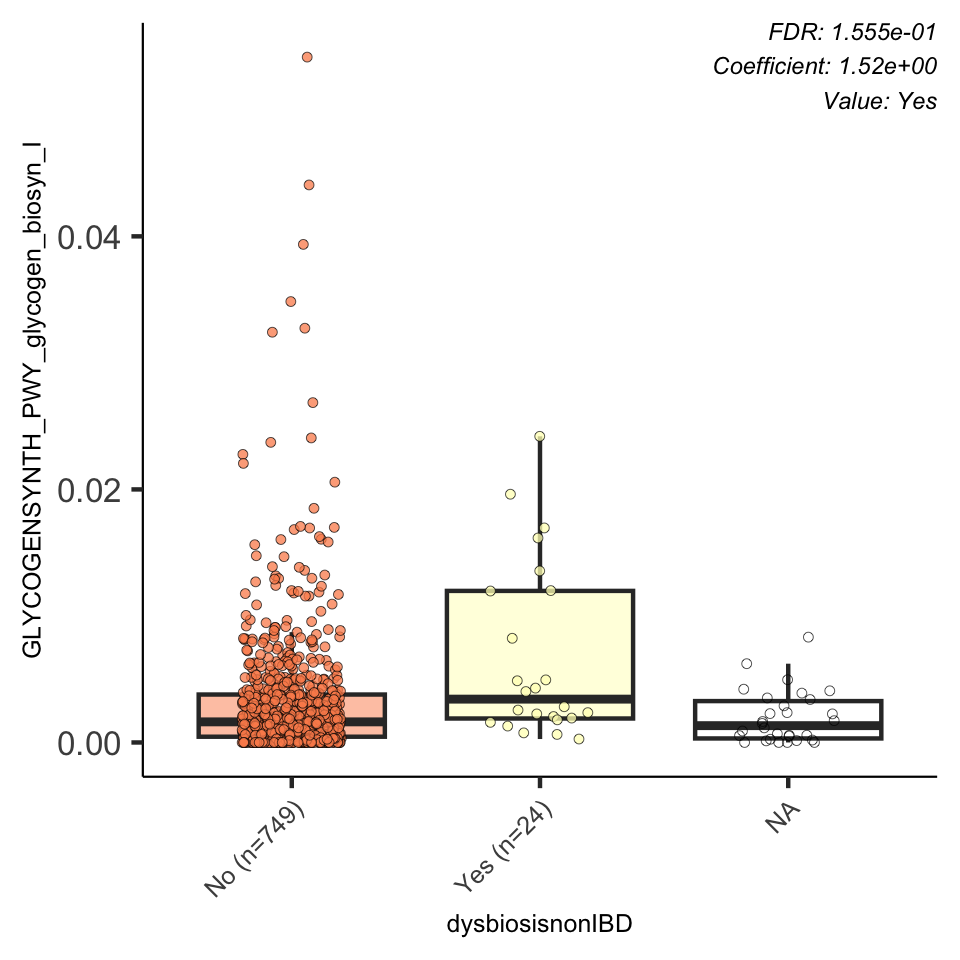 FDR: 1.555e-01
Coefficient: 1.52e+00
Value: Yes
GLYCOGENSYNTH_PWY_glycogen_biosyn_I
0.04
0.02
0.00
No (n=749)
Yes (n=24)
NA
dysbiosisnonIBD